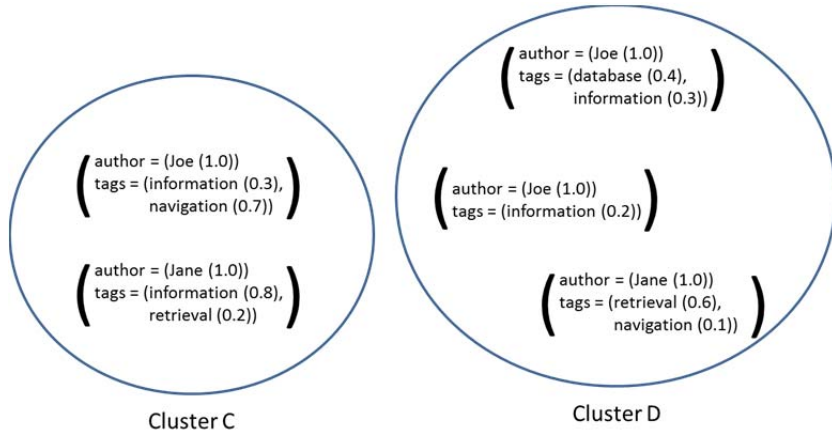 author = (Joe (1.0))
tags = (information (0.3),
navigation (0.7))
author = (Jane (1.0))
tags = (information (0.8),
retrieval (0.2))
Cluster C
author = (Joe (1.0))
tags = (database (0.4),
information (0.3))
author = (Joe (1.0))
tags = (information (0.2))
author = (Jane (1.0))
tags = (retrieval (0.6),
navigation (0.1))
Cluster D